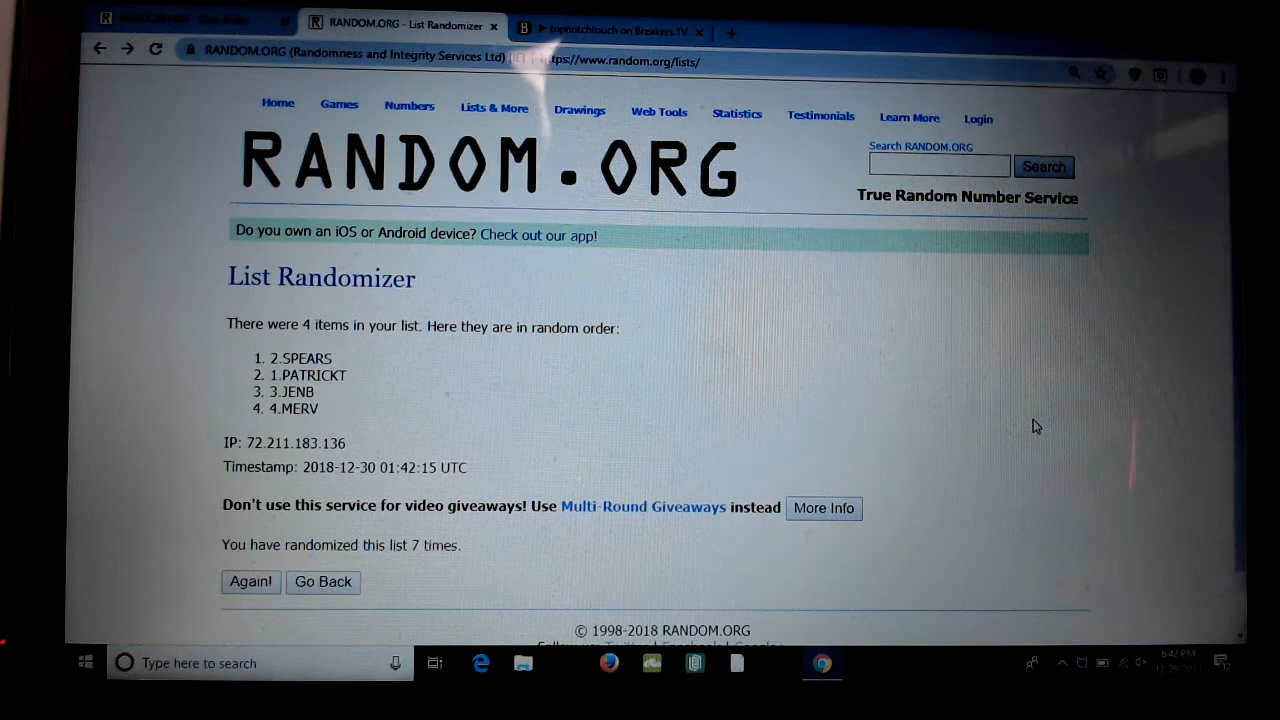 RANDOM.ORG - List Randomizer
topnotchtouch on Breakers.TV
RANDOM.ORG (Randomness and Integrity Services Ltd) [IE] https://www.random.org/lists/
Home Games Numbers Lists & More Drawings Web Tools Statistics Testimonials Learn More Login
RANDOM.ORG
Search RANDOM.ORG
Search
True Random Number Service
Do you own an iOS or Android device? Check out our app!
List Randomizer
There were 4 items in your list. Here they are in random order:
1. 2.SPEARS
2. 1.PATRICKT
3. 3.JENB
4. 4.MERV
IP: 72.211.183.136
Timestamp: 2018-12-30 01:42:15 UTC
Don't use this service for video giveaways! Use Multi-Round Giveaways instead More Info
You have randomized this list 7 times.
Again! Go Back
© 1998-2018 RANDOM.ORG
Type here to search
6:42 PM